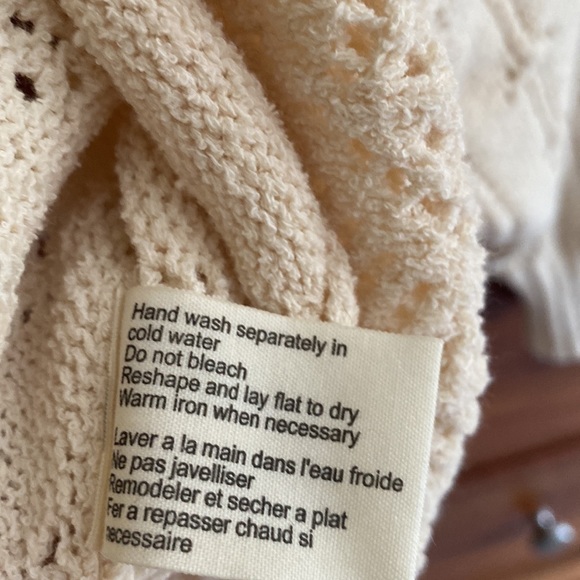 Hand wash separately in
cold water
Do not bleach
Reshape and lay flat to dry
Warm iron when necessary
Laver a la main dans l'eau froide
Ne pas javelliser
Remodeler et secher a plat
Fer a repasser chaud si
necessaire